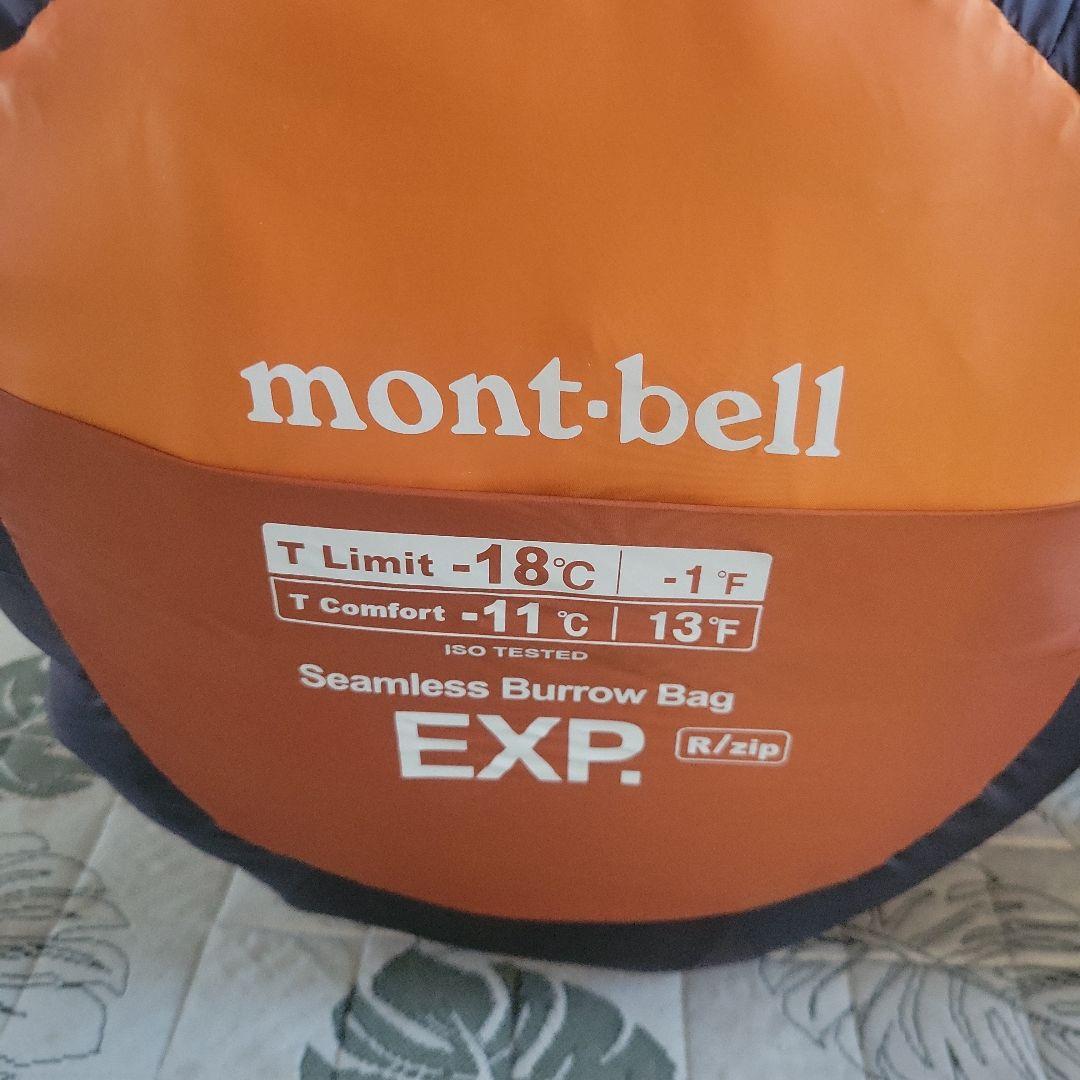 mont·bell
T Limit -18℃ | -1°F
T Comfort -11℃ | 13°F
ISO TESTED
Seamless Burrow Bag
EXP. R/zip